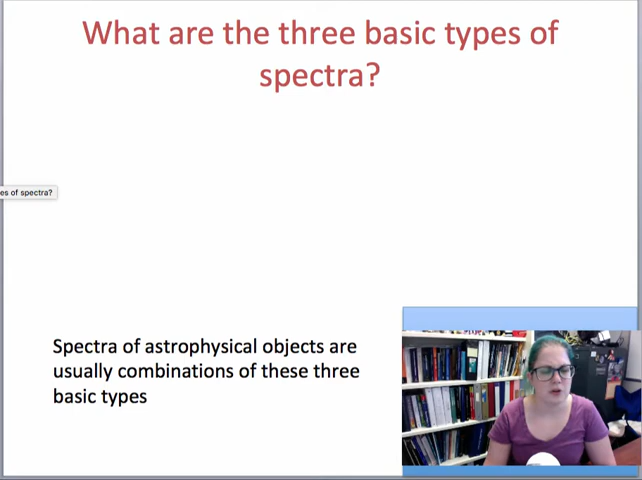 What are the three basic types of
spectra?
es of spectra?
Spectra of astrophysical objects are
usually combinations of these three
basic types